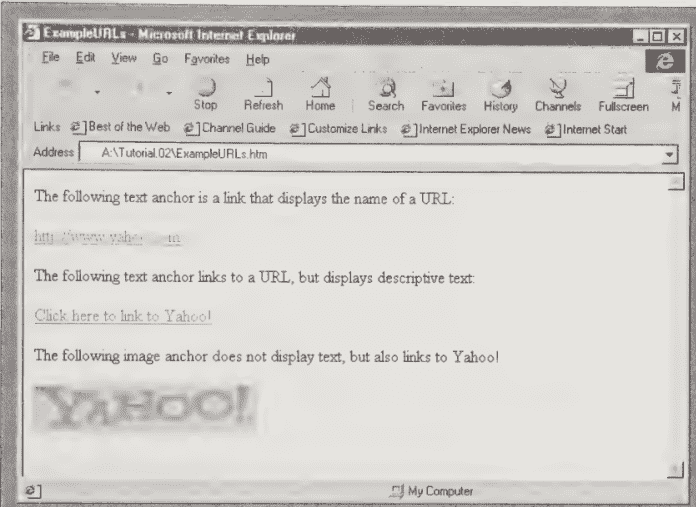 ExampleURLs - Microsoft Internet Explorer
File Edit View Go Favorites Help
Stop Refresh Home Search Favorites History Channels Fullscreen M
Links Best of the Web Channel Guide Customize Links Internet Explorer News Internet Start
Address A:\Tutorial.02\ExampleURLs.htm
The following text anchor is a link that displays the name of a URL:
The following text anchor links to a URL, but displays descriptive text:
Click here to link to Yahoo!
The following image anchor does not display text, but also links to Yahoo!
YAHOO!
My Computer